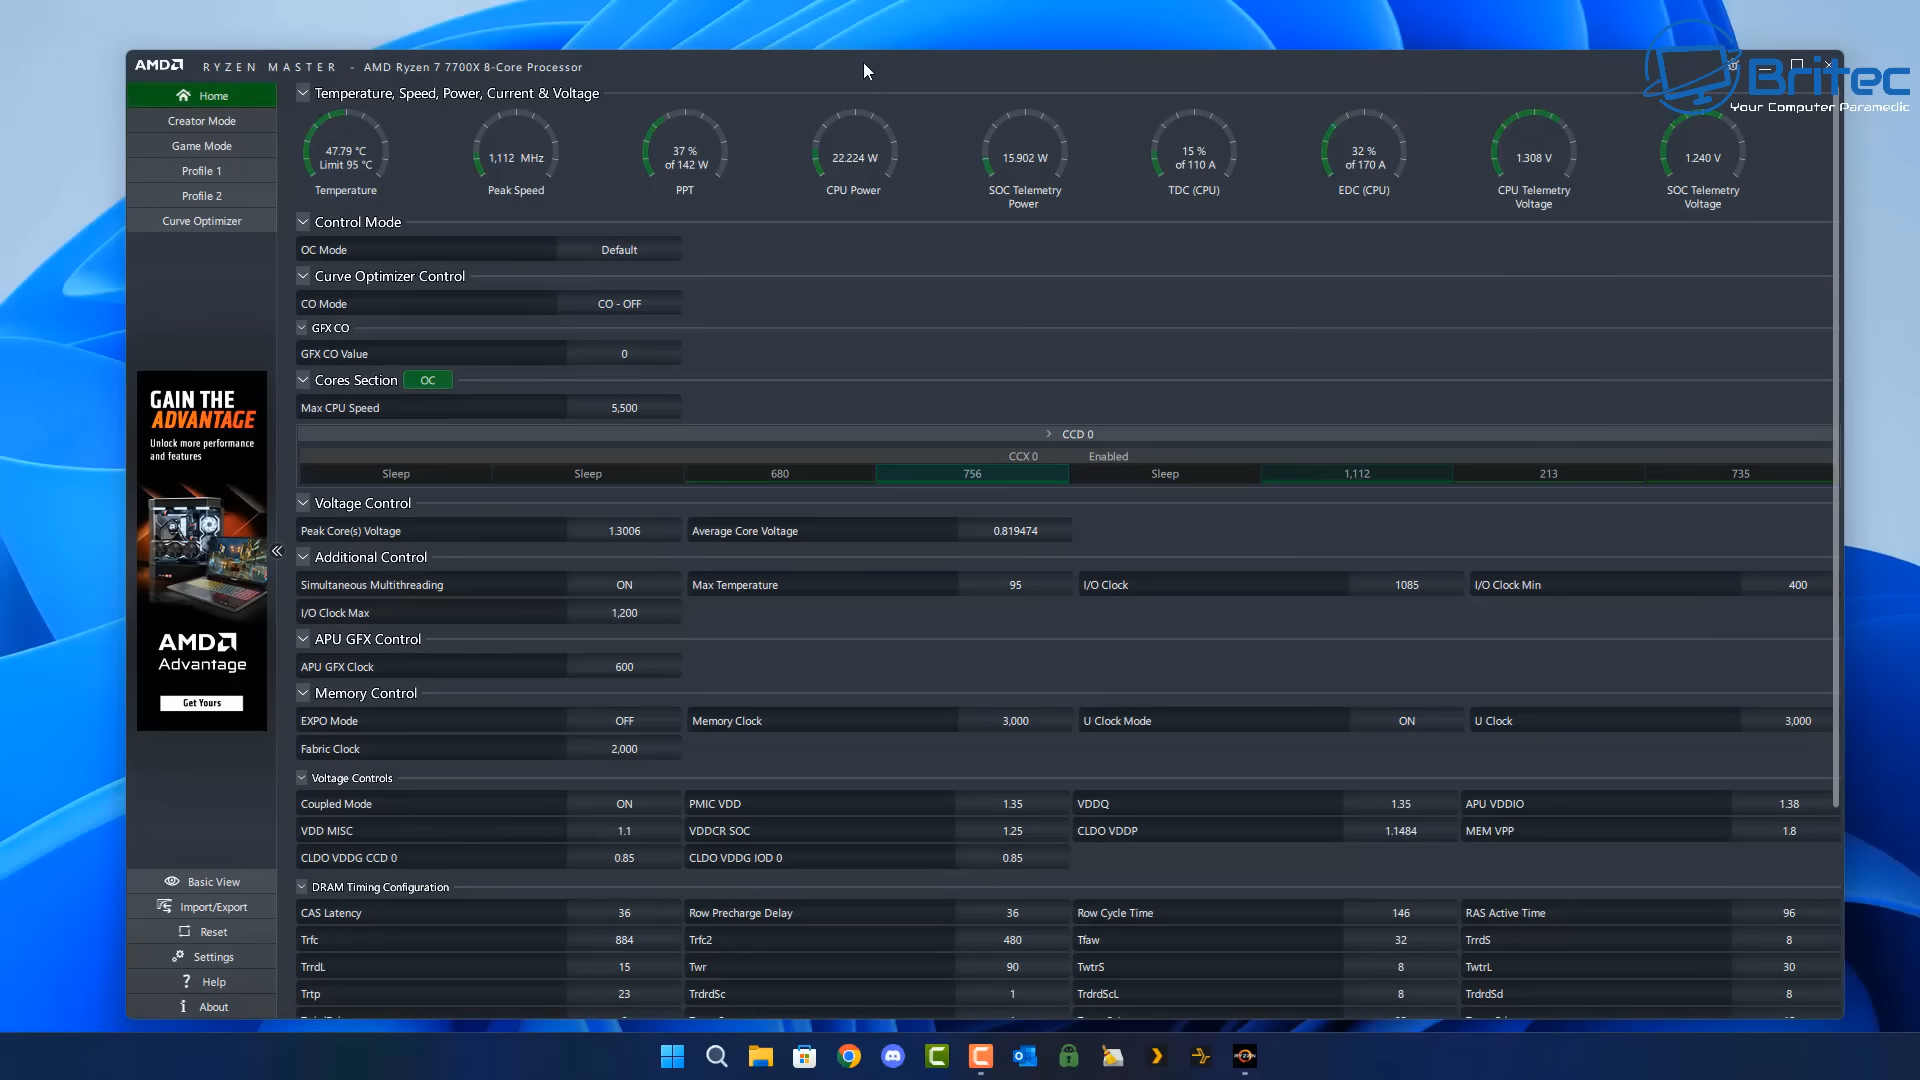 AMD RYZEN MASTER - AMD Ryzen 7 7700X 8-Core Processor
Britec
Your Computer Paramedic
Home
Creator Mode
Game Mode
Profile 1
Profile 2
Curve Optimizer
GAIN THE
ADVANTAGE
Unlock more performance
and features
AMD
Advantage
Get Yours
Basic View
Import/Export
Reset
Settings
? Help
i About
Temperature, Speed, Power, Current & Voltage
47.79 °C
Limit 95 °C
Temperature
1,112 MHz
Peak Speed
37 %
of 142 W
PPT
22.224 W
CPU Power
15.902 W
SOC Telemetry
Power
15 %
of 110 A
TDC (CPU)
32 %
of 170 A
EDC (CPU)
1.308 V
CPU Telemetry
Voltage
1.240 V
SOC Telemetry
Voltage
Control Mode
OC Mode Default
Curve Optimizer Control
CO Mode CO - OFF
GFX CO
GFX CO Value 0
Cores Section OC
Max CPU Speed 5,500
CCD 0
CCX 0 Enabled
Sleep Sleep 680 756 Sleep 1,112 213 735
Voltage Control
Peak Core(s) Voltage 1.3006 Average Core Voltage 0.819474
Additional Control
Simultaneous Multithreading ON Max Temperature 95 I/O Clock 1085 I/O Clock Min 400
I/O Clock Max 1,200
APU GFX Control
APU GFX Clock 600
Memory Control
EXPO Mode OFF Memory Clock 3,000 U Clock Mode ON U Clock 3,000
Fabric Clock 2,000
Voltage Controls
Coupled Mode ON PMIC VDD 1.35 VDDQ 1.35 APU VDDIO 1.38
VDD MISC 1.1 VDDCR SOC 1.25 CLDO VDDP 1.1484 MEM VPP 1.8
CLDO VDDG CCD 0 0.85 CLDO VDDG IOD 0 0.85
DRAM Timing Configuration
CAS Latency 36 Row Precharge Delay 36 Row Cycle Time 146 RAS Active Time 96
Trfc 884 Trfc2 480 Tfaw 32 TrrdS 8
TrrdL 15 Twr 90 TwtrS 8 TwtrL 30
Trtp 23 TrdrdSc 1 TrdrdScL 8 TrdrdSd 8